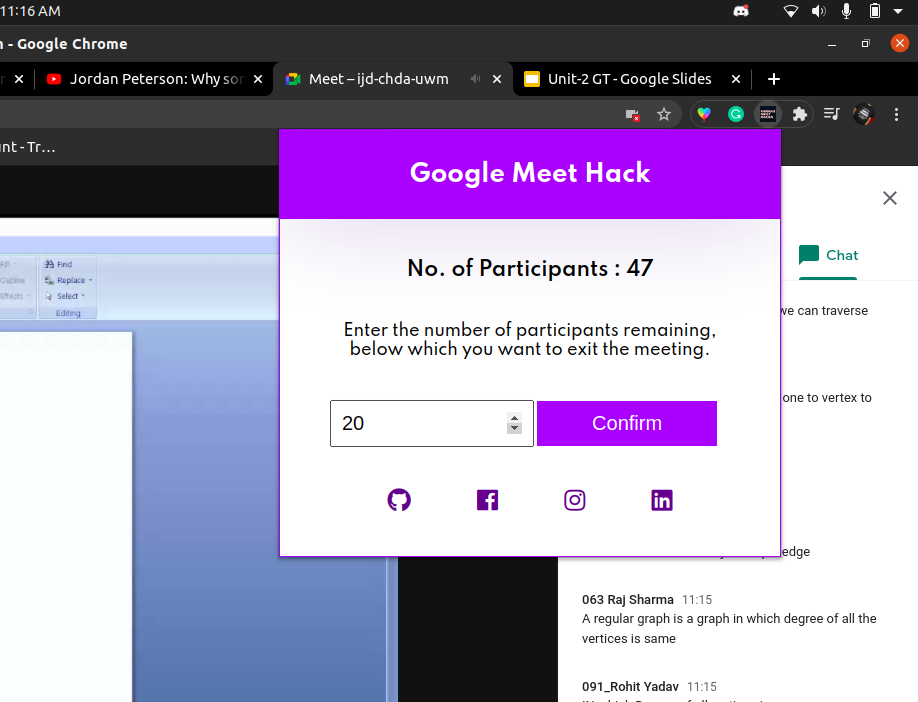 11:16 AM
- Google Chrome
Jordan Peterson: Why
Meet – ijd-chda-uwm
Unit-2 GT - Google Slides
Google Meet Hack
No. of Participants : 47
Enter the number of participants remaining,
below which you want to exit the meeting.
20
Confirm
Find
Replace
Select
Editing
Outline
Effects
Chat
we can traverse
one to vertex to
063 Raj Sharma 11:15
A regular graph is a graph in which degree of all the
vertices is same
091_Rohit Yadav 11:15